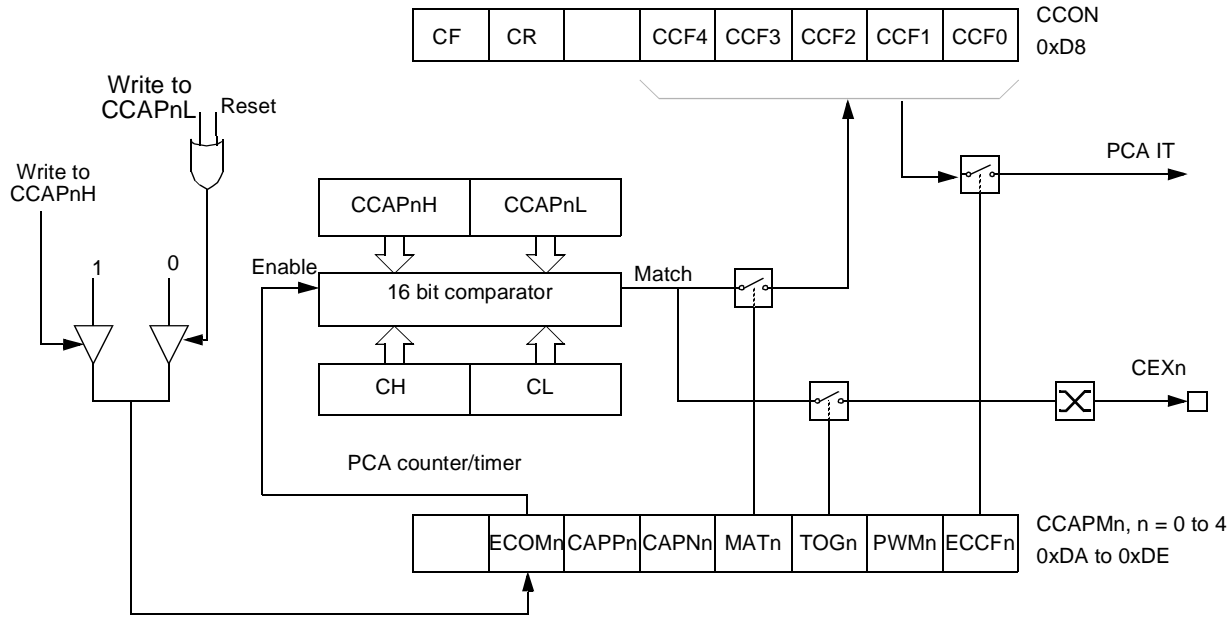 CF CR CCF4 CCF3 CCF2 CCF1 CCF0
CCON
0xD8
Write to
CCAPnL
Reset
Write to
CCAPnH
PCA IT
CCAPnH CCAPnL
1 0
Enable
16 bit comparator
Match
CH CL
CEXn
PCA counter/timer
ECOMn CAPPn CAPNn MATn TOGn PWMn ECCFn
CCAPMn, n = 0 to 4
0xDA to 0xDE